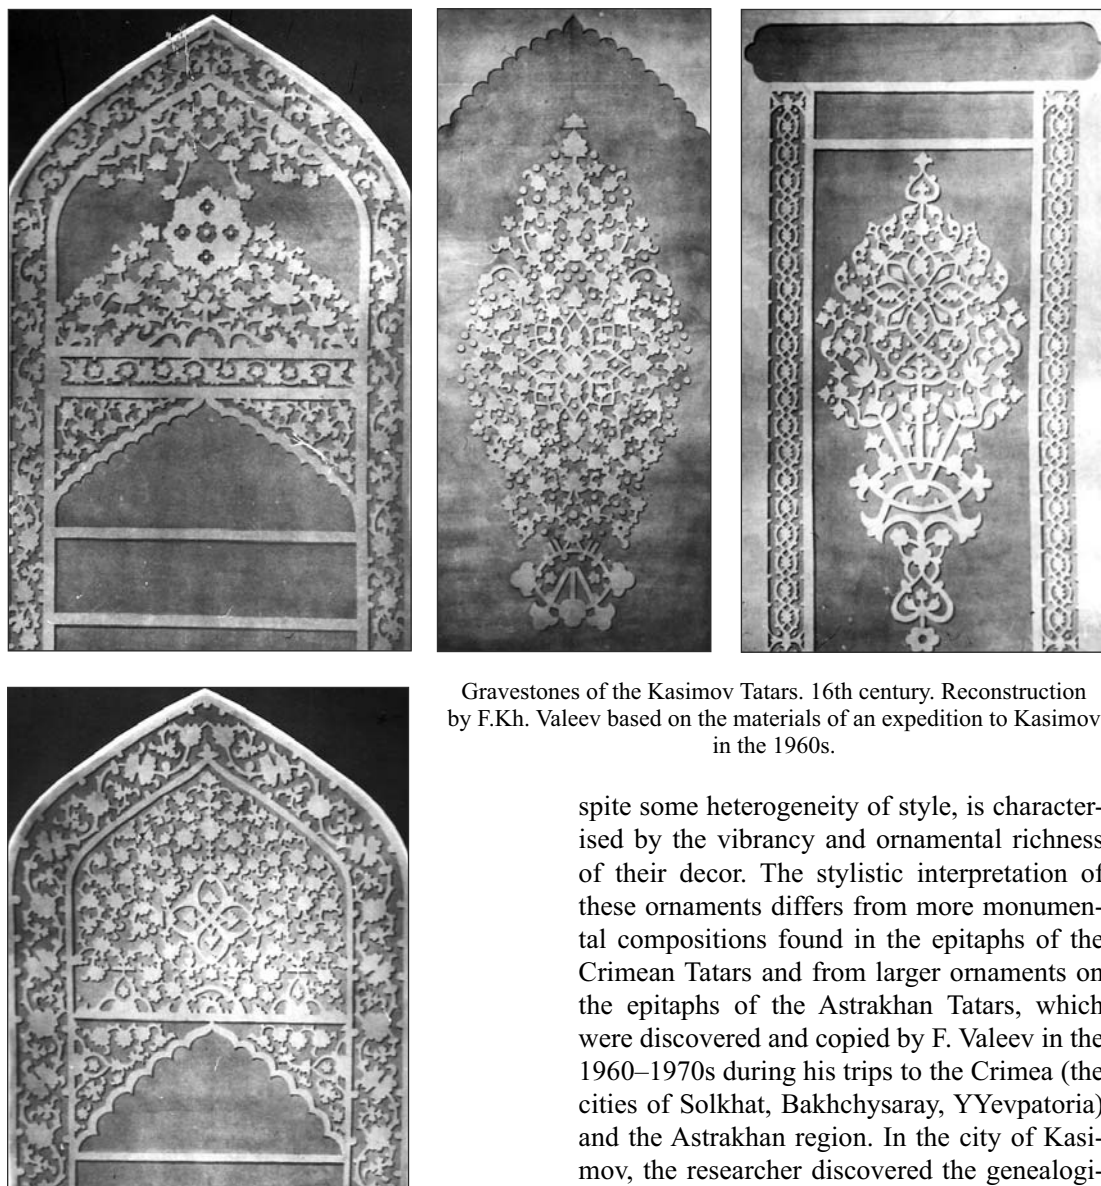 Gravestones of the Kasimov Tatars. 16th century. Reconstruction
by F.Kh. Valeev based on the materials of an expedition to Kasimov
in the 1960s.
spite some heterogeneity of style, is character-
ised by the vibrancy and ornamental richness
of their decor. The stylistic interpretation of
these ornaments differs from more monumen-
tal compositions found in the epitaphs of the
Crimean Tatars and from larger ornaments on
the epitaphs of the Astrakhan Tatars, which
were discovered and copied by F. Valeev in the
1960–1970s during his trips to the Crimea (the
cities of Solkhat, Bakhchysaray, YYevpatoria)
and the Astrakhan region. In the city of Kasi-
mov, the researcher discovered the genealogi-